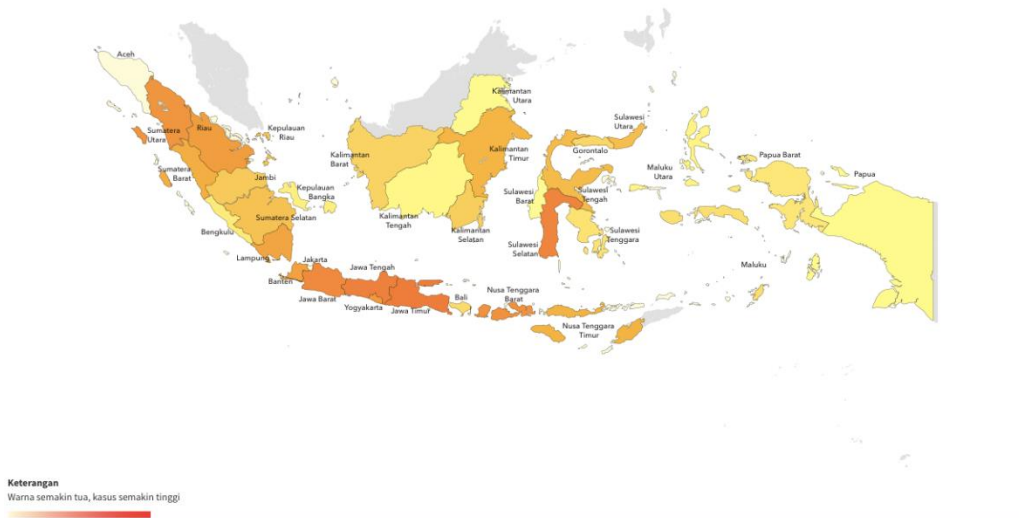 Aceh
Sumatera
Utara
Riau
Kepulauan
Riau
Sumatera
Barat
Jambi
Kepulauan
Bangka
Sumatera Selatan
Bengkulu
Lampung
Jakarta
Banten
Jawa Barat
Jawa Tengah
Yogyakarta
Jawa Timur
Bali
Nusa Tenggara
Barat
Nusa Tenggara
Timur
Kalimantan
Utara
Kalimantan
Barat
Kalimantan
Timur
Kalimantan
Tengah
Kalimantan
Selatan
Sulawesi
Utara
Gorontalo
Sulawesi
Barat
Sulawesi
Tengah
Sulawesi
Selatan
Sulawesi
Tenggara
Maluku
Utara
Maluku
Papua Barat
Papua
Keterangan
Warna semakin tua, kasus semakin tinggi